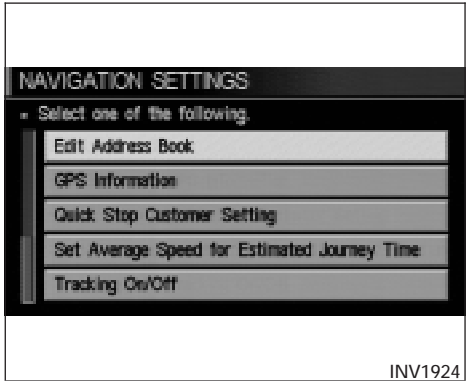 NAVIGATION SETTINGS
Select one of the following.
Edit Address Book
GPS Information
Quick Stop Customer Setting
Set Average Speed for Estimated Journey Time
Tracking On/Off
INV1924